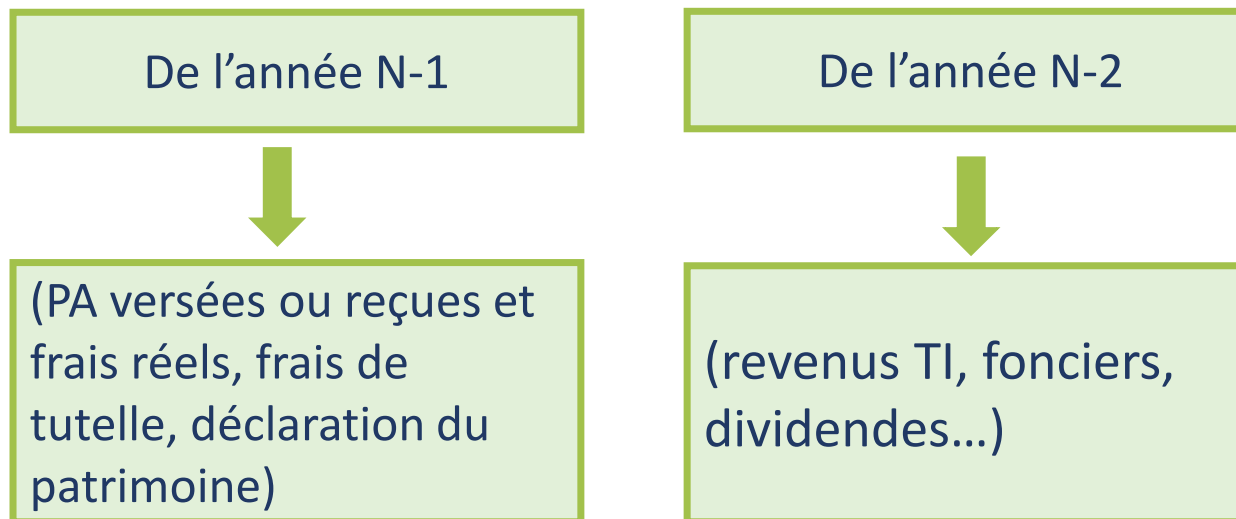 De l’année N-1
(PA versées ou reçues et
frais réels, frais de
tutelle, déclaration du
patrimoine)
De l’année N-2
(revenus TI, fonciers,
dividendes…)